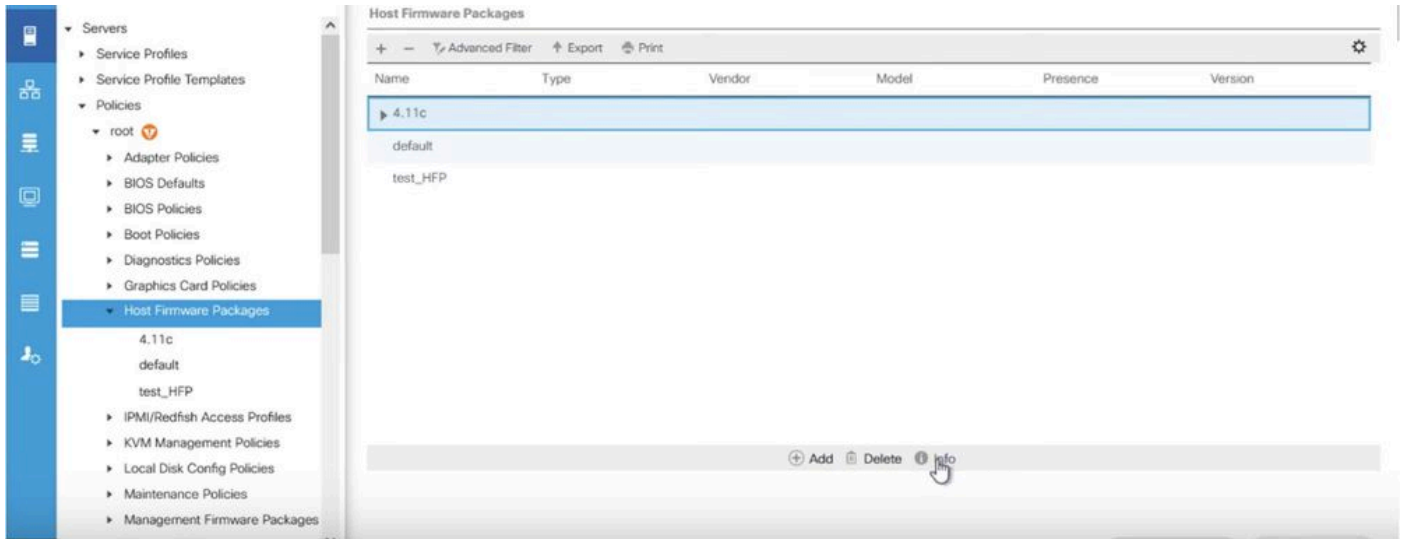 Servers
Service Profiles
Service Profile Templates
Policies
root
Adapter Policies
BIOS Defaults
BIOS Policies
Boot Policies
Diagnostics Policies
Graphics Card Policies
Host Firmware Packages
4.11c
default
test_HFP
IPMI/Redfish Access Profiles
KVM Management Policies
Local Disk Config Policies
Maintenance Policies
Management Firmware Packages
Host Firmware Packages
+ − Advanced Filter Export Print
Name Type Vendor Model Presence Version
4.11c
default
test_HFP
Add Delete Info